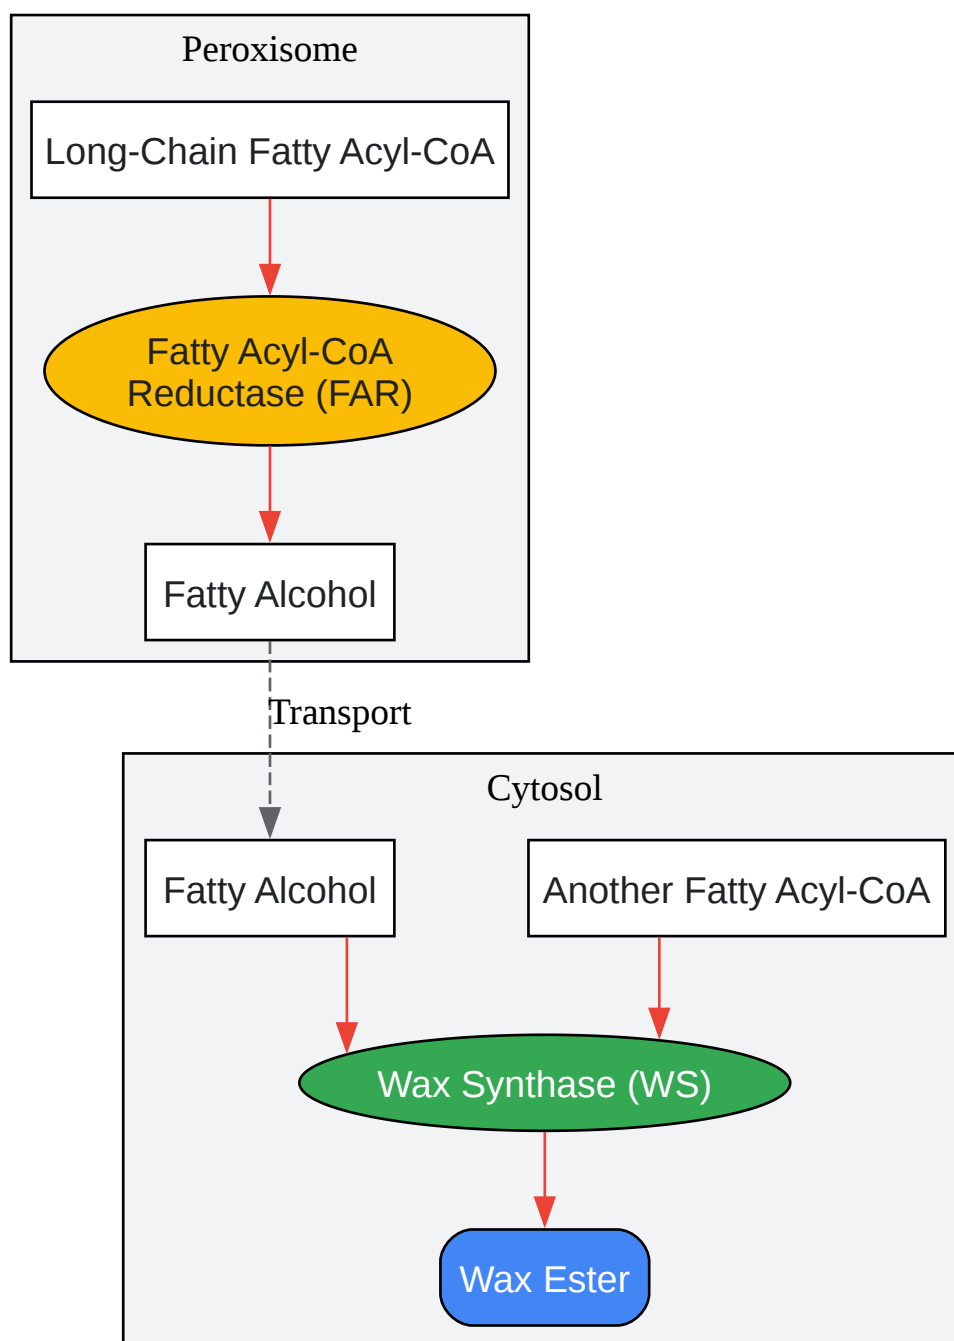 Peroxisome
Long-Chain Fatty Acyl-CoA
Fatty Acyl-CoA
Reductase (FAR)
Fatty Alcohol
Transport
Cytosol
Fatty Alcohol
Another Fatty Acyl-CoA
Wax Synthase (WS)
Wax Ester